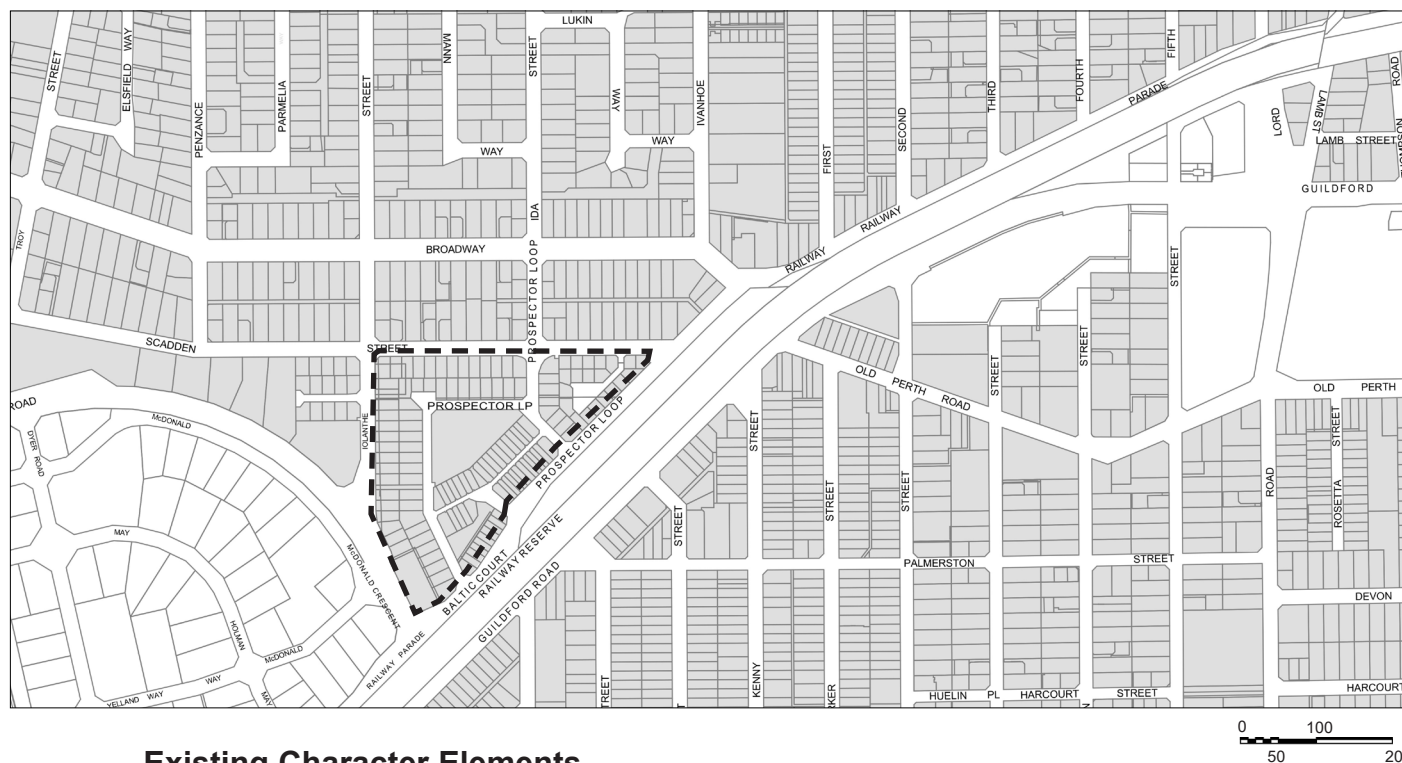 LUKIN
STREET
ELSFIELD WAY
PENZANCE
PARMELIA
STREET
MANN
STREET
WAY
WAY
WAY
IVANHOE
FIRST
SECOND
THIRD
FOURTH
FIFTH
PARADE
RAILWAY
RAILWAY
LORD
LAMB ST
LAMB STREET
ROAD
GUILDFORD
TROY
IDA
BROADWAY
PROSPECTOR LOOP
SCADDEN
STREET
STREET
STREET
STREET
OLD PERTH ROAD
OLD PERTH
ROAD
DYER ROAD
McDONALD
IOLANTHE
PROSPECTOR LP
PROSPECTOR LOOP
STREET
STREET
STREET
STREET
ROAD
ROSETTA
STREET
MAY
McDONALD CRESCENT
BALTIC COURT
RAILWAY RESERVE
GUILDFORD ROAD
PALMERSTON
STREET
DEVON
HOLMAN
McDONALD
RAILWAY PARADE
YELLAND WAY
WAY
MAY
STREET
KENNY
HUELIN PL
HARCOURT
STREET
HARCOURT
0 100
50 20
Existing Character Elements